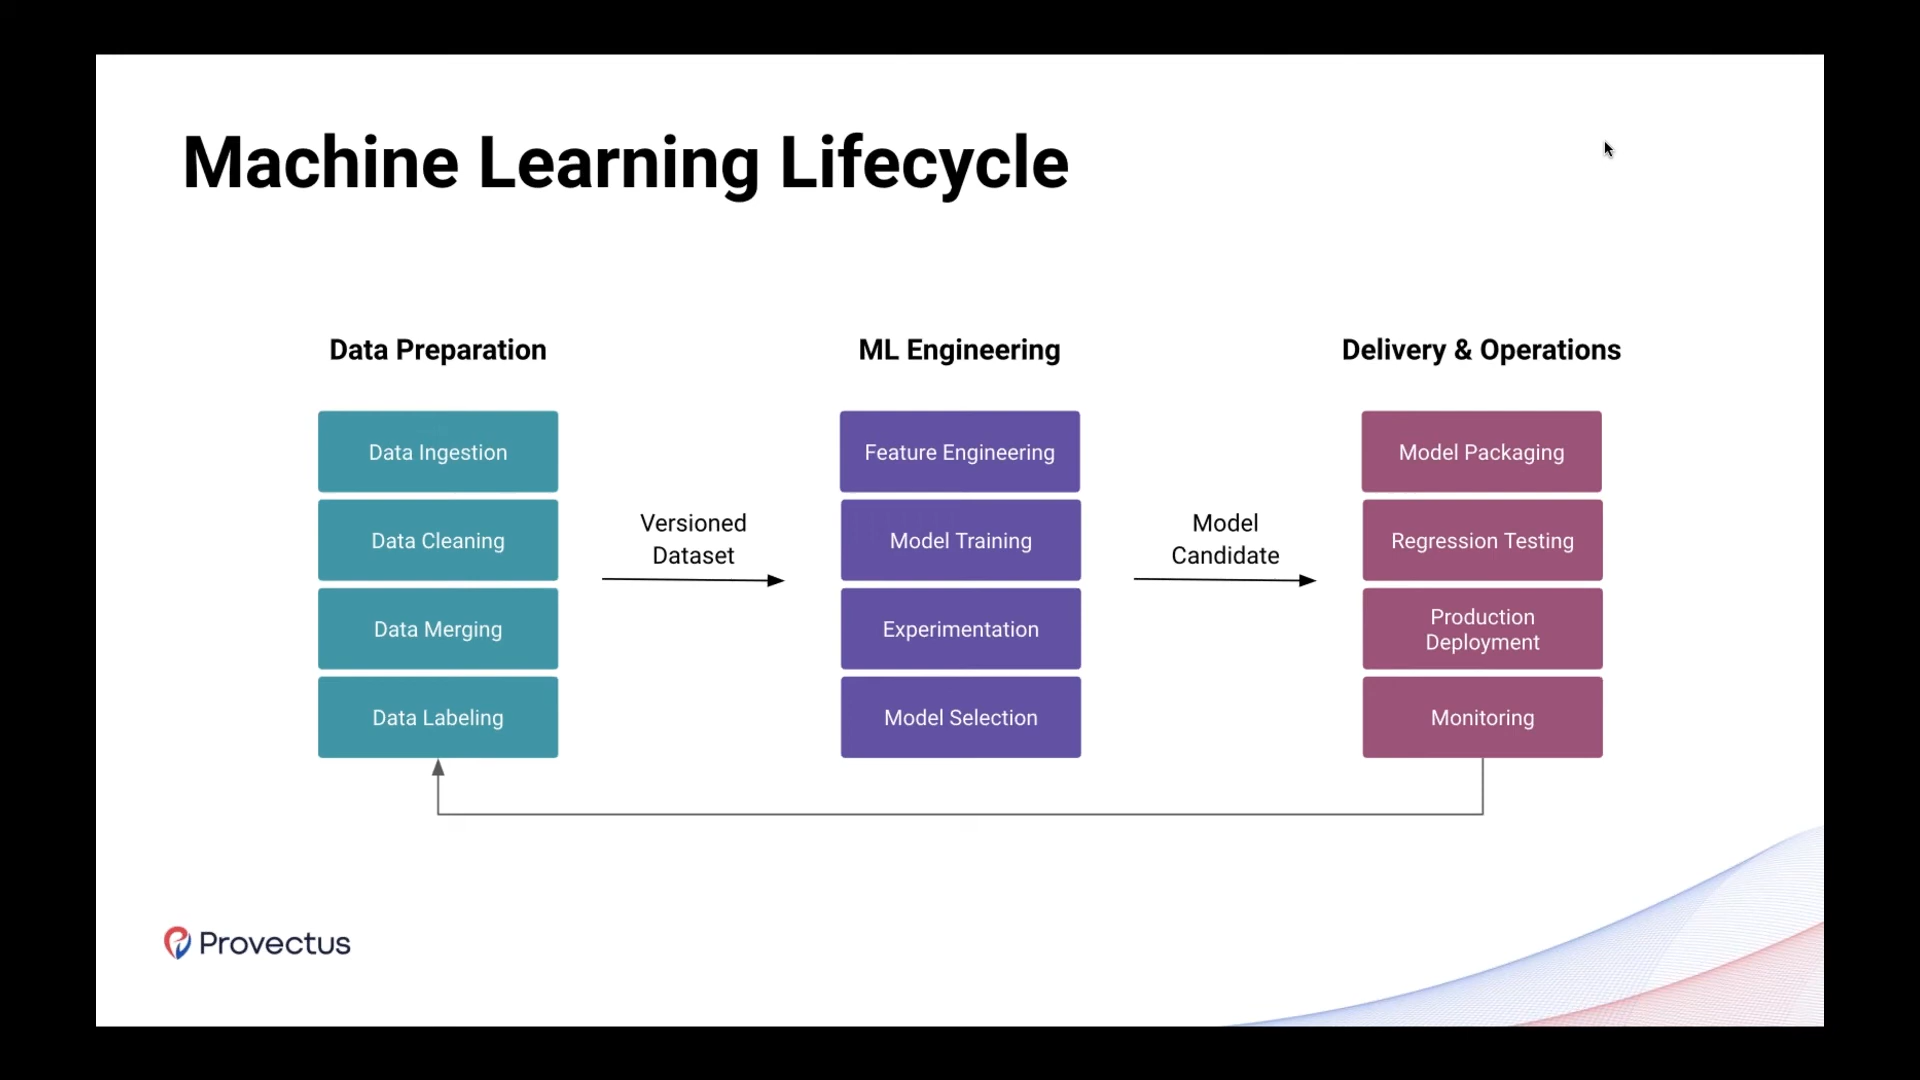 Machine Learning Lifecycle
Data Preparation
Data Ingestion
Data Cleaning
Data Merging
Data Labeling
Versioned
Dataset
ML Engineering
Feature Engineering
Model Training
Experimentation
Model Selection
Model
Candidate
Delivery & Operations
Model Packaging
Regression Testing
Production
Deployment
Monitoring
Provectus